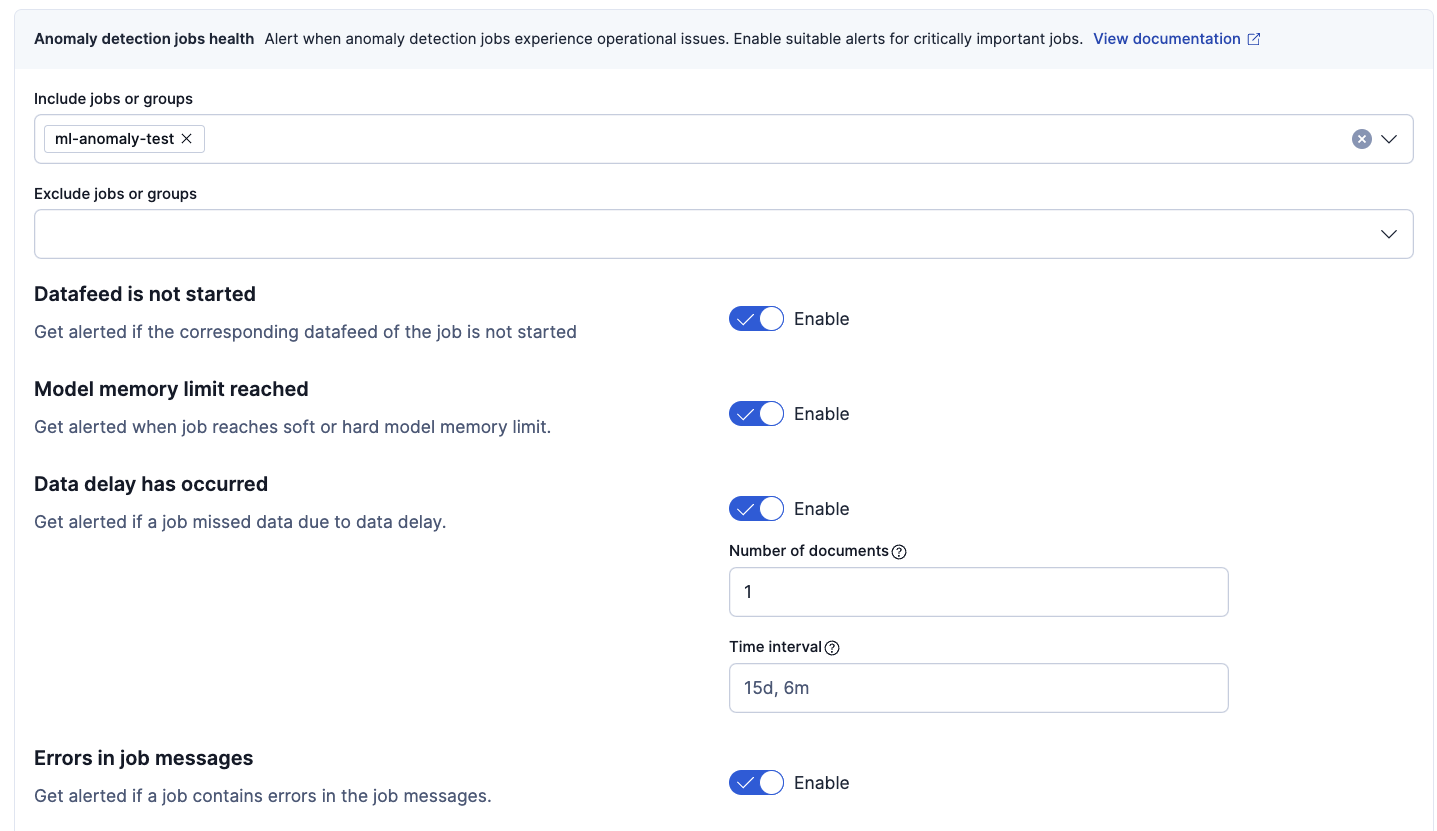 Anomaly detection jobs health Alert when anomaly detection jobs experience operational issues. Enable suitable alerts for critically important jobs. View documentation
Include jobs or groups
ml-anomaly-test
Exclude jobs or groups
Datafeed is not started
Get alerted if the corresponding datafeed of the job is not started
Enable
Model memory limit reached
Get alerted when job reaches soft or hard model memory limit.
Enable
Data delay has occurred
Get alerted if a job missed data due to data delay.
Enable
Number of documents
1
Time interval
15d, 6m
Errors in job messages
Get alerted if a job contains errors in the job messages.
Enable